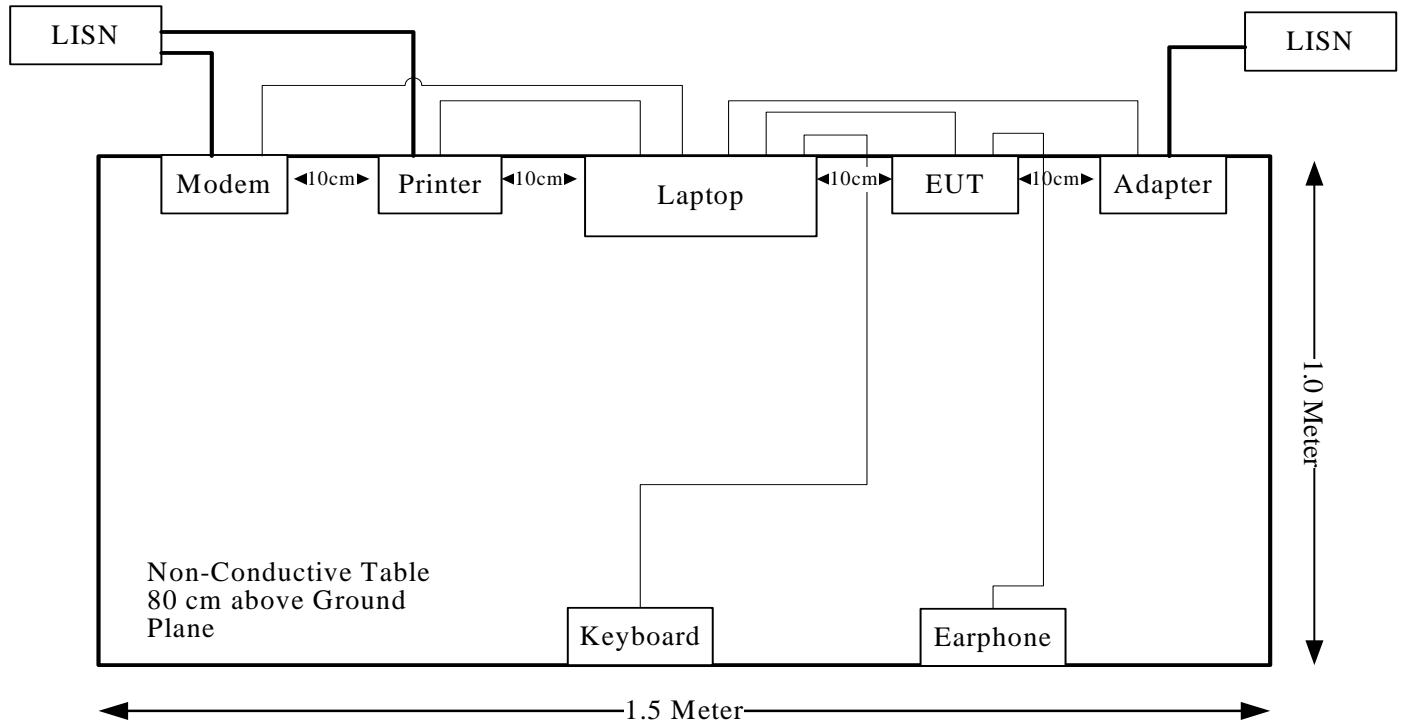 LISN
LISN
Modem
10cm
Printer
10cm
Laptop
10cm
EUT
10cm
Adapter
1.0 Meter
Non-Conductive Table
80 cm above Ground
Plane
Keyboard
Earphone
1.5 Meter